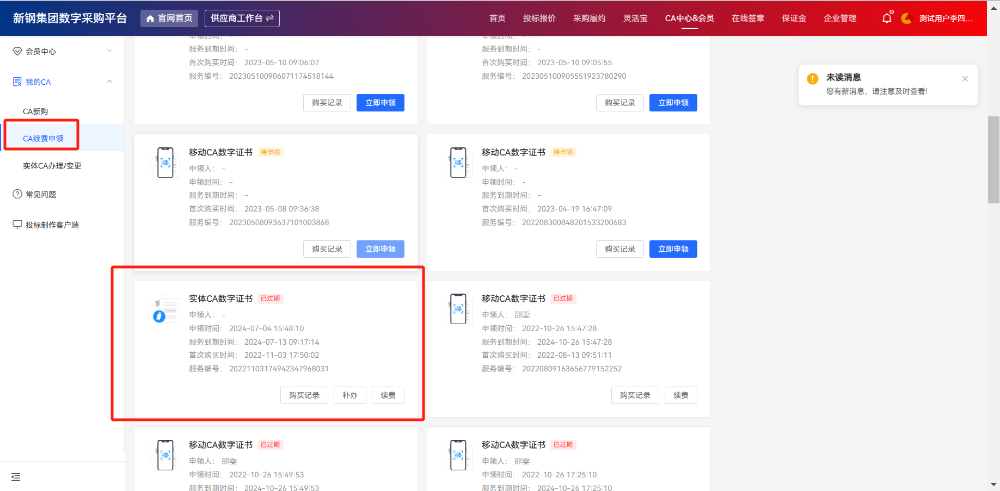 新钢集团数字采购平台
官网首页
供应商工作台
首页
投标报价
采购履约
灵活宝
CA中心&会员
在线签章
保证金
企业管理
测试用户李四...
会员中心
我的CA
CA新购
CA续费申领
实体CA办理/变更
常见问题
投标制作客户端
未读消息
您有新消息，请注意及时查看!
申领时间： -
服务到期时间： -
首次购买时间： 2023-05-10 09:06:07
服务编号： 202305100906071174518144
购买记录
立即申领
申领时间： -
服务到期时间： -
首次购买时间： 2023-05-10 09:05:55
服务编号： 202305100905551923780290
购买记录
立即申领
移动CA数字证书 待申领
申领人： -
申领时间： -
服务到期时间： -
首次购买时间： 2023-05-08 09:36:38
服务编号： 20230508093637101003868
购买记录
立即申领
移动CA数字证书 待申领
申领人： -
申领时间： -
服务到期时间： -
首次购买时间： 2023-04-19 16:47:09
服务编号： 202208300848201533200683
购买记录
立即申领
实体CA数字证书 已过期
申领人： -
申领时间： 2024-07-04 15:48:10
服务到期时间： 2024-07-13 09:17:14
首次购买时间： 2022-11-03 17:50:02
服务编号： 20221103174942347968031
购买记录
补办
续费
移动CA数字证书 已过期
申领人： 邵雯
申领时间： 2022-10-26 15:47:28
服务到期时间： 2024-10-26 15:47:28
首次购买时间： 2022-08-13 09:51:11
服务编号： 20220809163656779152252
购买记录
续费
移动CA数字证书 已过期
申领人： 邵雯
申领时间： 2022-10-26 15:49:53
服务到期时间： 2024-10-26 15:49:53
移动CA数字证书 已过期
申领人： 邵雯
申领时间： 2022-10-26 17:25:10
服务到期时间： 2024-10-26 17:25:10